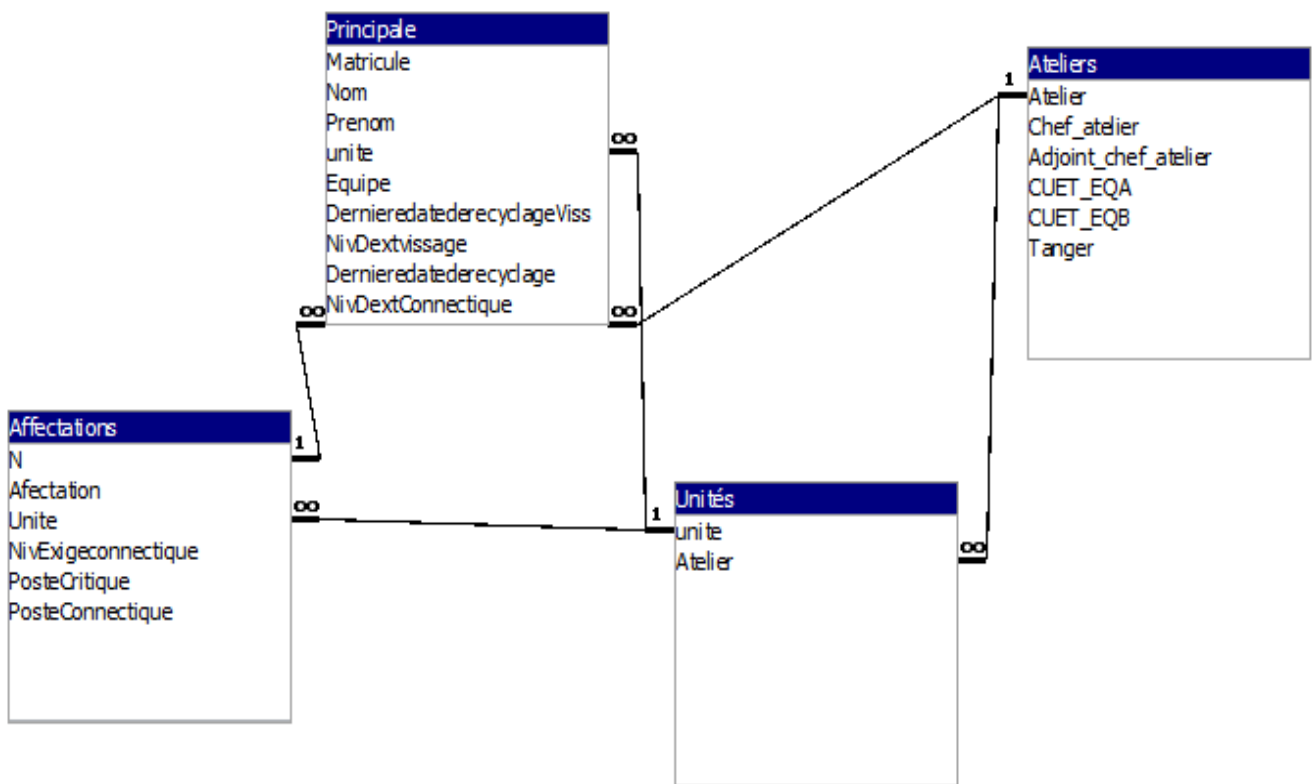 Principale
Matricule
Nom
Prenom
unite
Equipe
DernieredatederecyclageViss
NivDextvissage
Dernieredatederecyclage
NivDextConnectique
∞
∞
∞
Ateliers
1
Atelier
Chef_atelier
Adjoint_chef_atelier
CUET_EQA
CUET_EQB
Tanger
Affectations
1
N
Afectation
∞
Unite
NivExigeconnectique
PosteCritique
PosteConnectique
Unités
1
unite
Atelier
∞